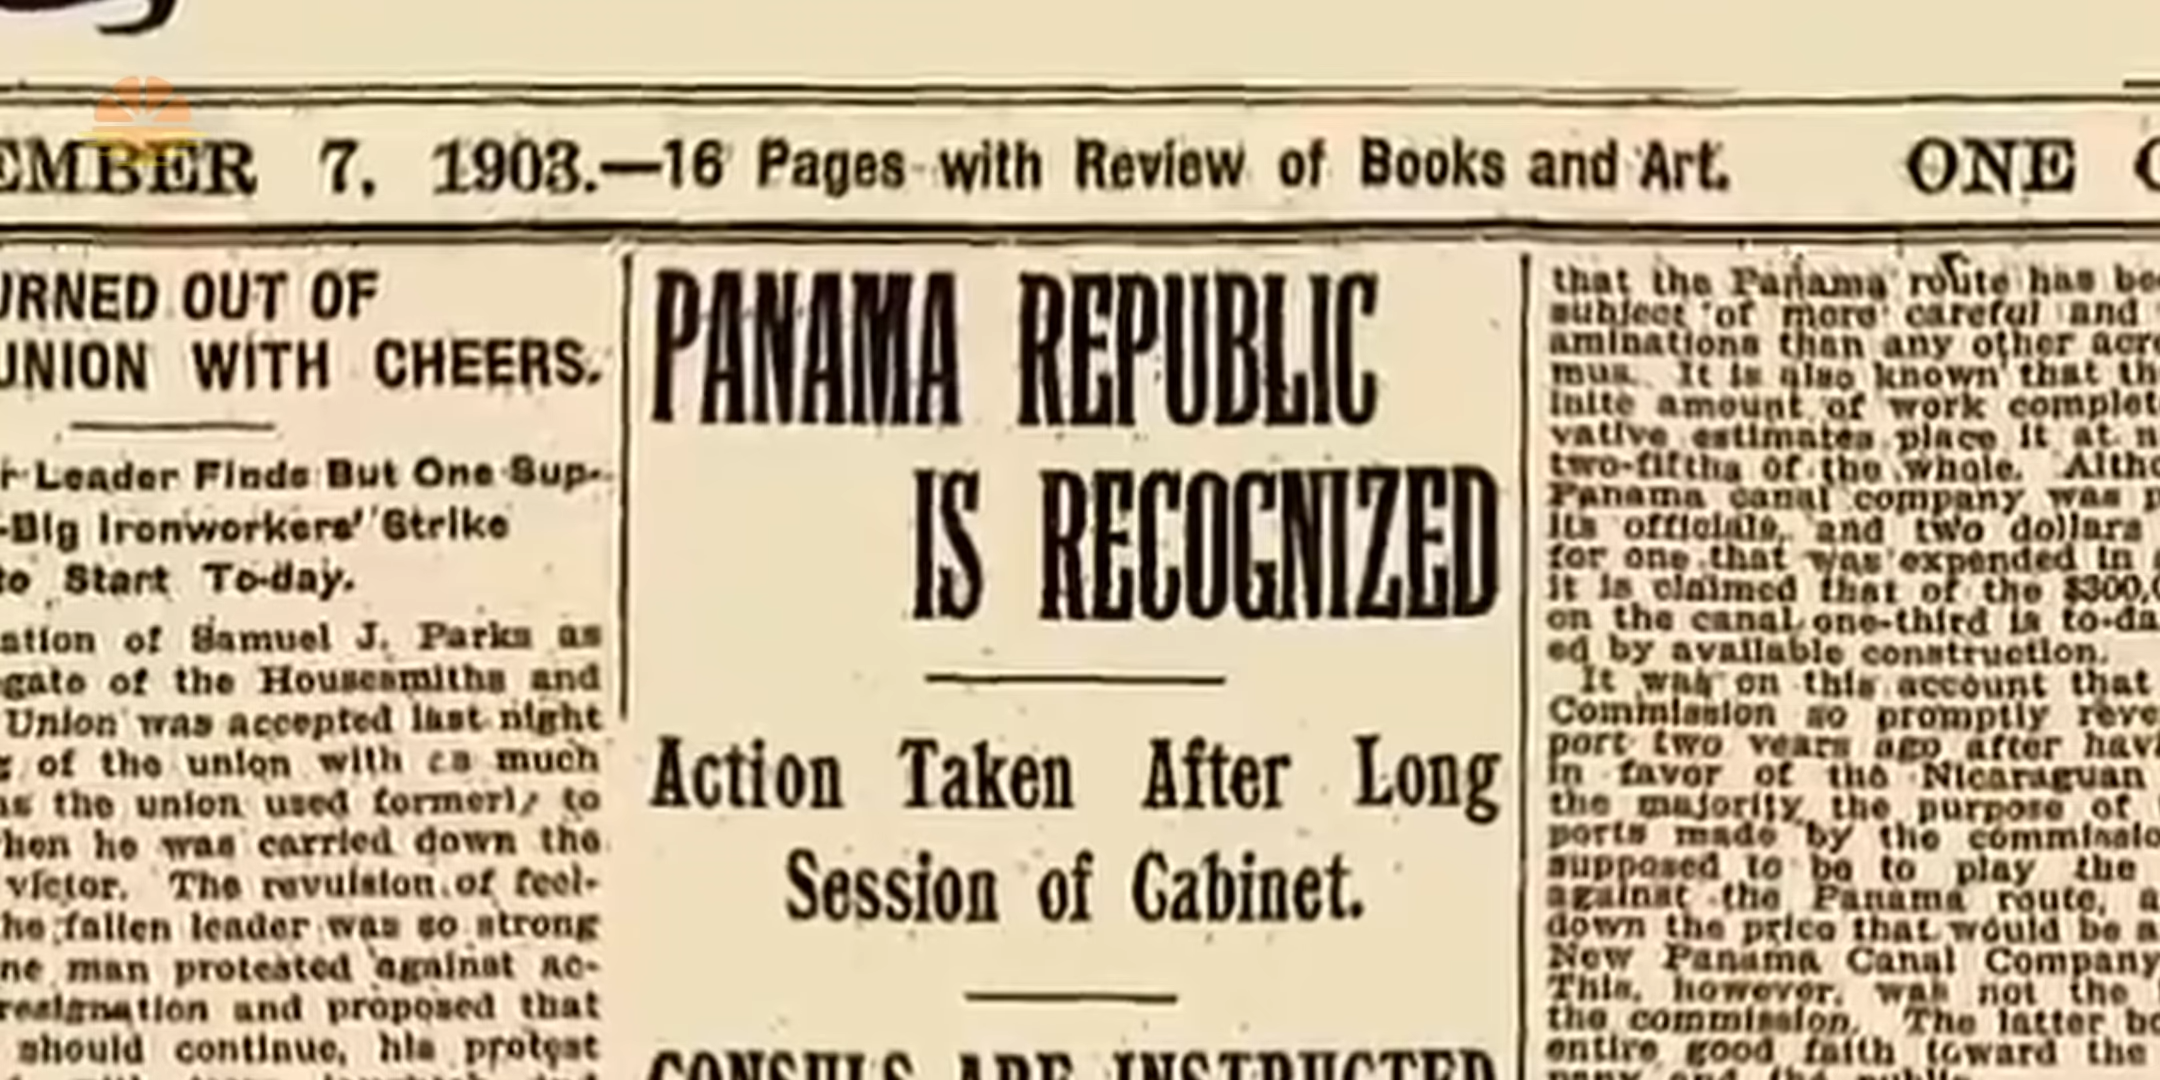 EMBER 7, 1903.—16 Pages with Review of Books and Art. ONE
URNED OUT OF
UNION WITH CHEERS.
r Leader Finds But One Sup-
-Big Ironworkers' Strike
to Start To-day.
ation of Samuel J. Parks as
gate of the Housesmiths and
Union was accepted last night
of the union with as much
as the union used formerly to
hen he was carried down the
victor. The revulsion of feel-
he fallen leader was so strong
ne man protested against ac-
resignation and proposed that
should continue, his protest
PANAMA REPUBLIC
IS RECOGNIZED
Action Taken After Long
Session of Cabinet.
CONSULS ARE INSTRUCTED
that the Panama route has be
subject of more careful and
aminations than any other acr
mus. It is also known that th
inite amount of work complet
vative estimates place it at n
two-fifths of the whole. Altho
Panama canal company was p
its officials, and two dollars
for one that was expended in
it is claimed that of the $300,0
on the canal one-third is to-da
ed by available construction.
It was on this account that
Commission so promptly reve
port two years ago after hav
in favor of the Nicaraguan
the majority the purpose of
ports made by the commissio
supposed to be to play the
against the Panama route, a
down the price that would be a
New Panama Canal Company
This, however, was not the
the commission. The latter bo
entire good faith toward the
pany and the public